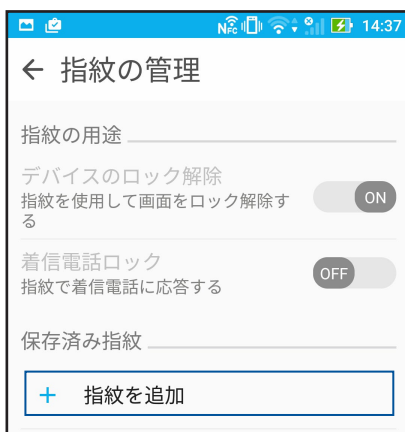 NFC 14:37
指紋の管理
指紋の用途
デバイスのロック解除
指紋を使用して画面をロック解除す
る
ON
着信電話ロック
指紋で着信電話に応答する
OFF
保存済み指紋
+ 指紋を追加